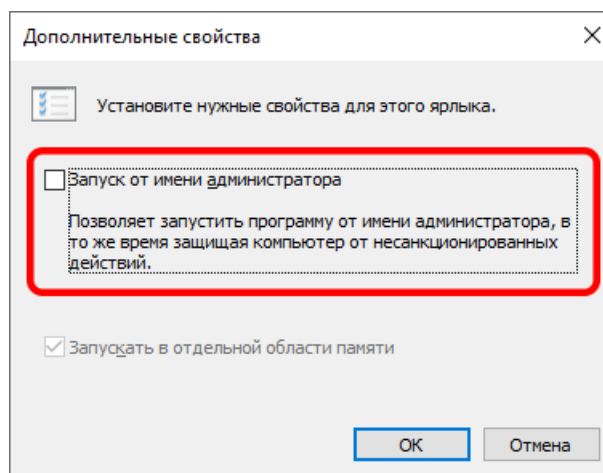 Дополнительные свойства
Установите нужные свойства для этого ярлыка.
Запуск от имени администратора
Позволяет запустить программу от имени администратора, в
то же время защищая компьютер от несанкционированных
действий.
Запускать в отдельной области памяти
ОК
Отмена